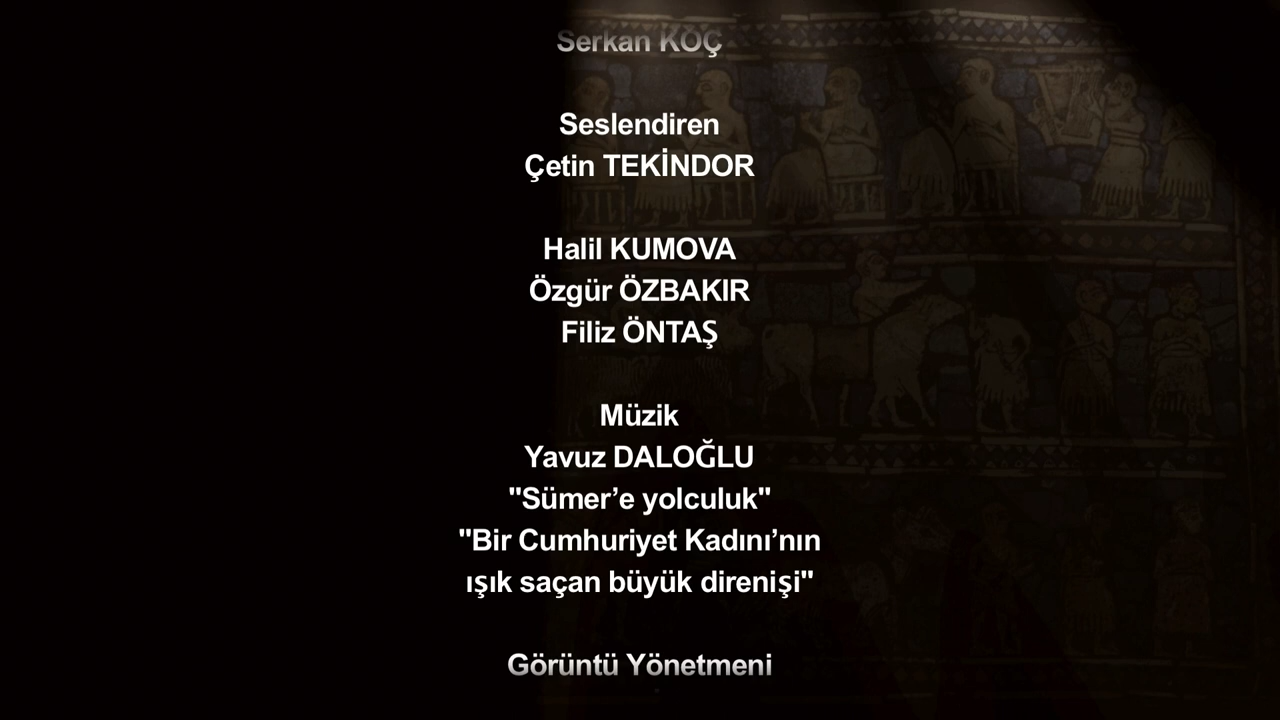 Serkan KOÇ
Seslendiren
Çetin TEKİNDOR
Halil KUMOVA
Özgür ÖZBAKIR
Filiz ÖNTAŞ
Müzik
Yavuz DALOĞLU
"Sümer’e yolculuk"
"Bir Cumhuriyet Kadını’nın
ışık saçan büyük direnişi"
Görüntü Yönetmeni